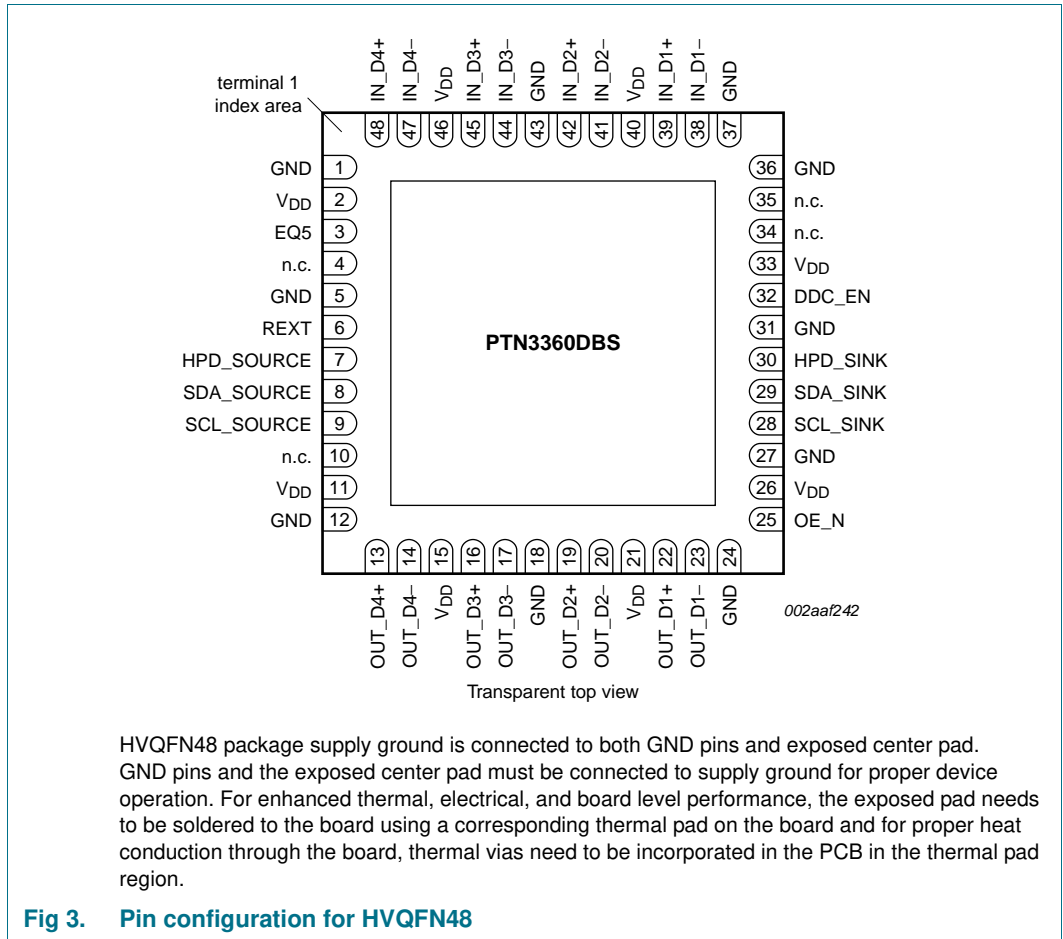 IN_D4+
IN_D4−
VDD
IN_D3+
IN_D3−
GND
IN_D2+
IN_D2−
VDD
IN_D1+
IN_D1−
GND
terminal 1
index area
48
47
46
45
44
43
42
41
40
39
38
37
GND 1
VDD 2
EQ5 3
n.c. 4
GND 5
REXT 6
HPD_SOURCE 7
SDA_SOURCE 8
SCL_SOURCE 9
n.c. 10
VDD 11
GND 12
PTN3360DBS
36 GND
35 n.c.
34 n.c.
33 VDD
32 DDC_EN
31 GND
30 HPD_SINK
29 SDA_SINK
28 SCL_SINK
27 GND
26 VDD
25 OE_N
13
14
15
16
17
18
19
20
21
22
23
24
OUT_D4+
OUT_D4−
VDD
OUT_D3+
OUT_D3−
GND
OUT_D2+
OUT_D2−
VDD
OUT_D1+
OUT_D1−
GND
002aaf242
Transparent top view
HVQFN48 package supply ground is connected to both GND pins and exposed center pad.
GND pins and the exposed center pad must be connected to supply ground for proper device
operation. For enhanced thermal, electrical, and board level performance, the exposed pad needs
to be soldered to the board using a corresponding thermal pad on the board and for proper heat
conduction through the board, thermal vias need to be incorporated in the PCB in the thermal pad
region.
Fig 3. Pin configuration for HVQFN48